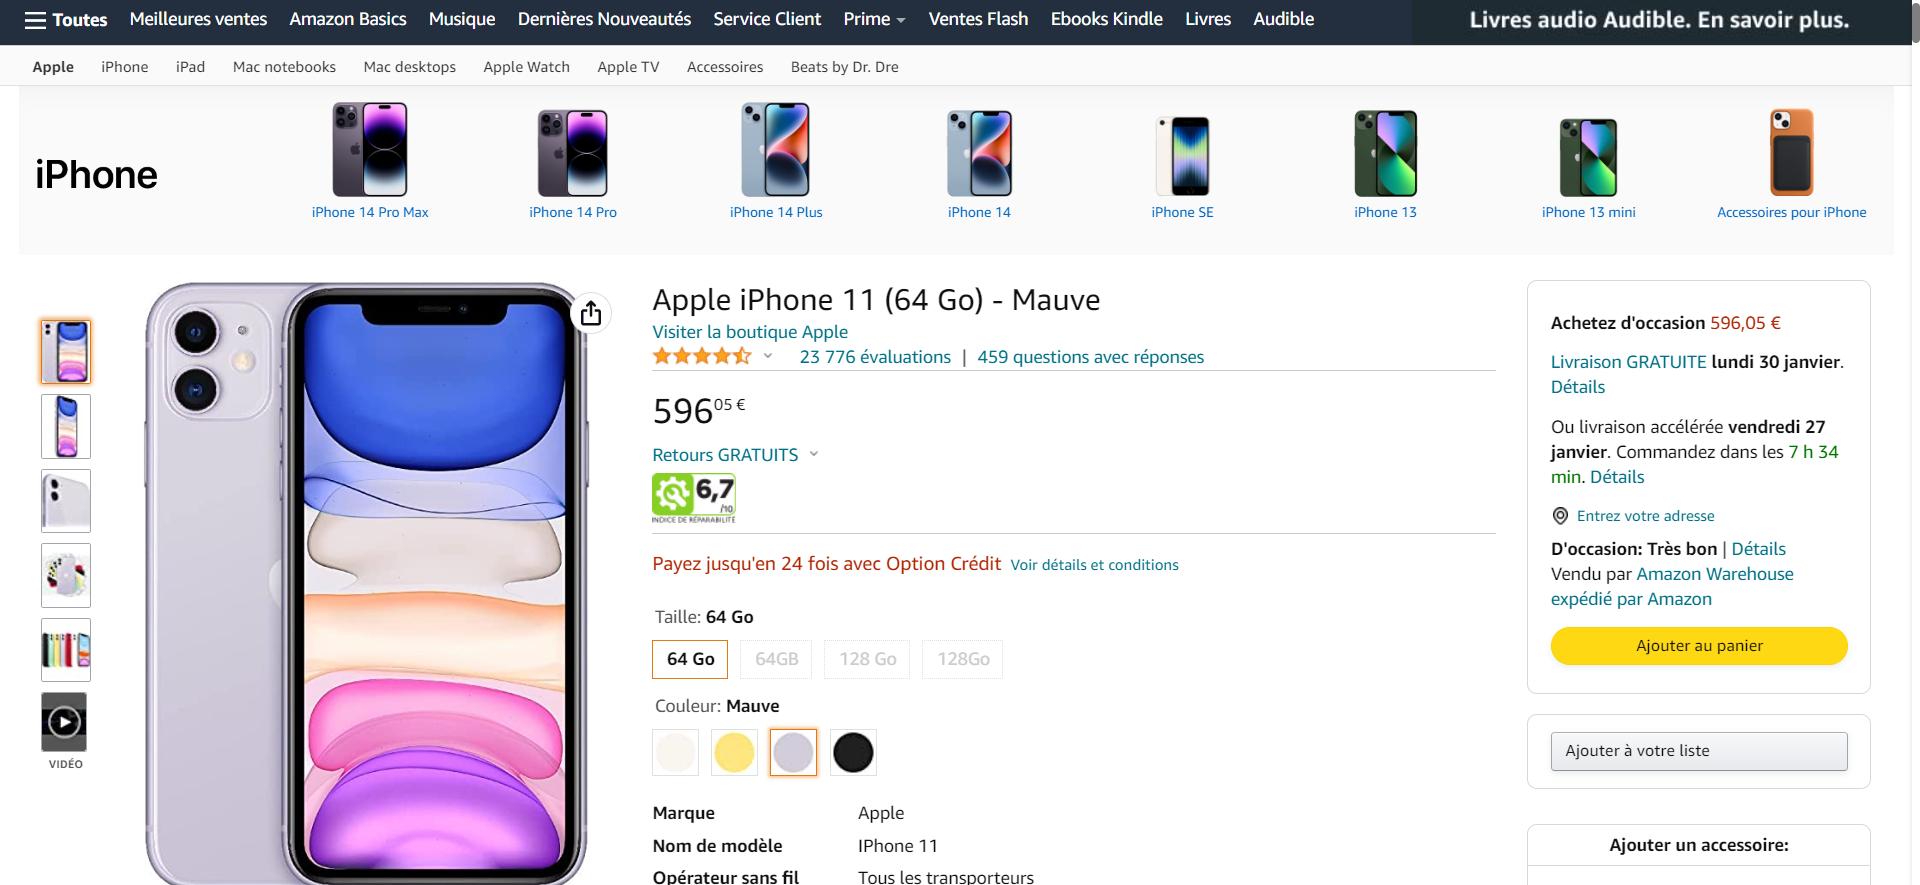 Toutes
Meilleures ventes
Amazon Basics
Musique
Dernières Nouveautés
Service Client
Prime
Ventes Flash
Ebooks Kindle
Livres
Audible
Livres audio Audible. En savoir plus.
Apple
iPhone
iPad
Mac notebooks
Mac desktops
Apple Watch
Apple TV
Accessoires
Beats by Dr. Dre
iPhone
iPhone 14 Pro Max
iPhone 14 Pro
iPhone 14 Plus
iPhone 14
iPhone SE
iPhone 13
iPhone 13 mini
Accessoires pour iPhone
VIDÉO
Apple iPhone 11 (64 Go) - Mauve
Visiter la boutique Apple
23 776 évaluations | 459 questions avec réponses
596,05 €
Retours GRATUITS
6,7
/10
INDICE DE RÉPARABILITÉ
Payez jusqu'en 24 fois avec Option Crédit Voir détails et conditions
Taille: 64 Go
64 Go
64GB
128 Go
128Go
Couleur: Mauve
Marque Apple
Nom de modèle IPhone 11
Opérateur sans fil Tous les transporteurs
Achetez d'occasion 596,05 €
Livraison GRATUITE lundi 30 janvier.
Détails
Ou livraison accélérée vendredi 27
janvier. Commandez dans les 7 h 34
min. Détails
Entrez votre adresse
D'occasion: Très bon | Détails
Vendu par Amazon Warehouse
expédié par Amazon
Ajouter au panier
Ajouter à votre liste
Ajouter un accessoire: